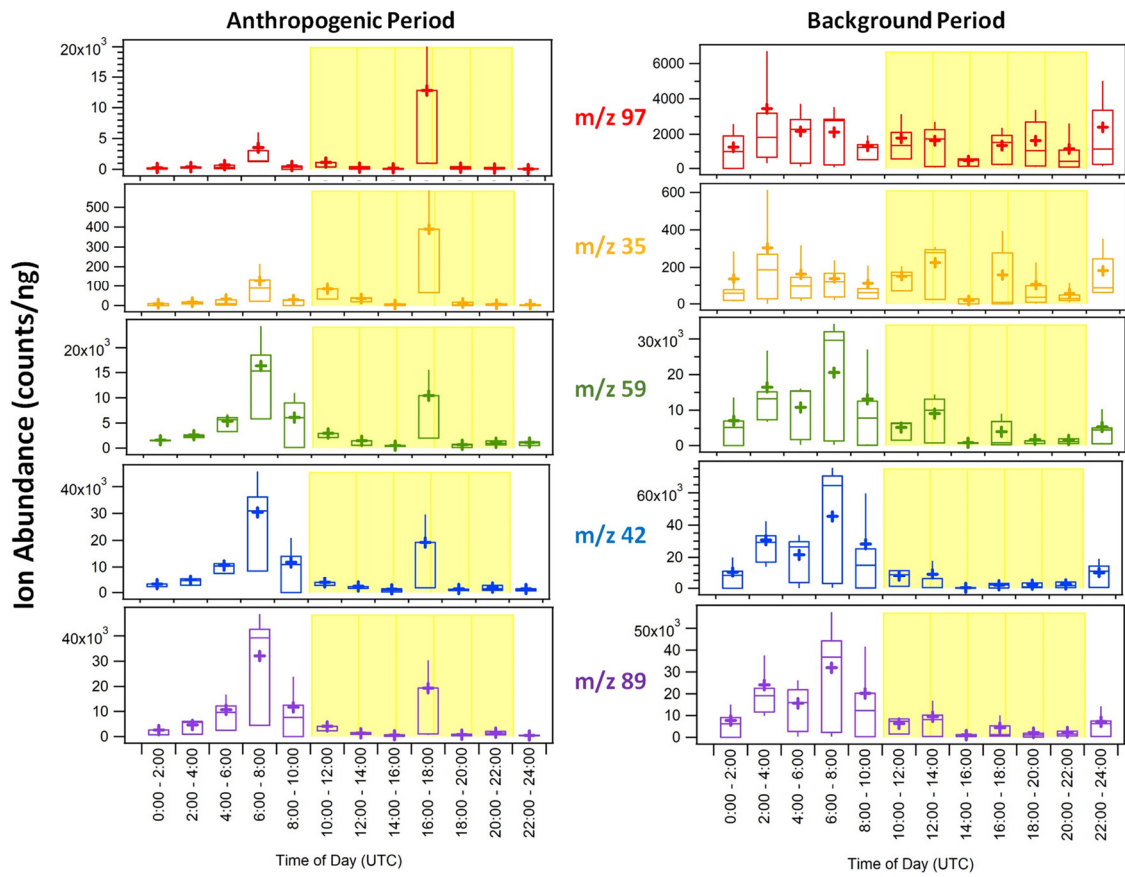 Anthropogenic Period
Background Period
Ion Abundance (counts/ng)
20x10³
15
10
5
0
m/z 97
6000
4000
2000
0
500
400
300
200
100
0
m/z 35
600
400
200
0
20x10³
15
10
5
0
m/z 59
30x10³
20
10
0
40x10³
30
20
10
0
m/z 42
60x10³
40
20
0
40x10³
30
20
10
0
m/z 89
50x10³
40
30
20
10
0
0:00 - 2:00
2:00 - 4:00
4:00 - 6:00
6:00 - 8:00
8:00 - 10:00
10:00 - 12:00
12:00 - 14:00
14:00 - 16:00
16:00 - 18:00
18:00 - 20:00
20:00 - 22:00
22:00 - 24:00
Time of Day (UTC)
0:00 - 2:00
2:00 - 4:00
4:00 - 6:00
6:00 - 8:00
8:00 - 10:00
10:00 - 12:00
12:00 - 14:00
14:00 - 16:00
16:00 - 18:00
18:00 - 20:00
20:00 - 22:00
22:00 - 24:00
Time of Day (UTC)